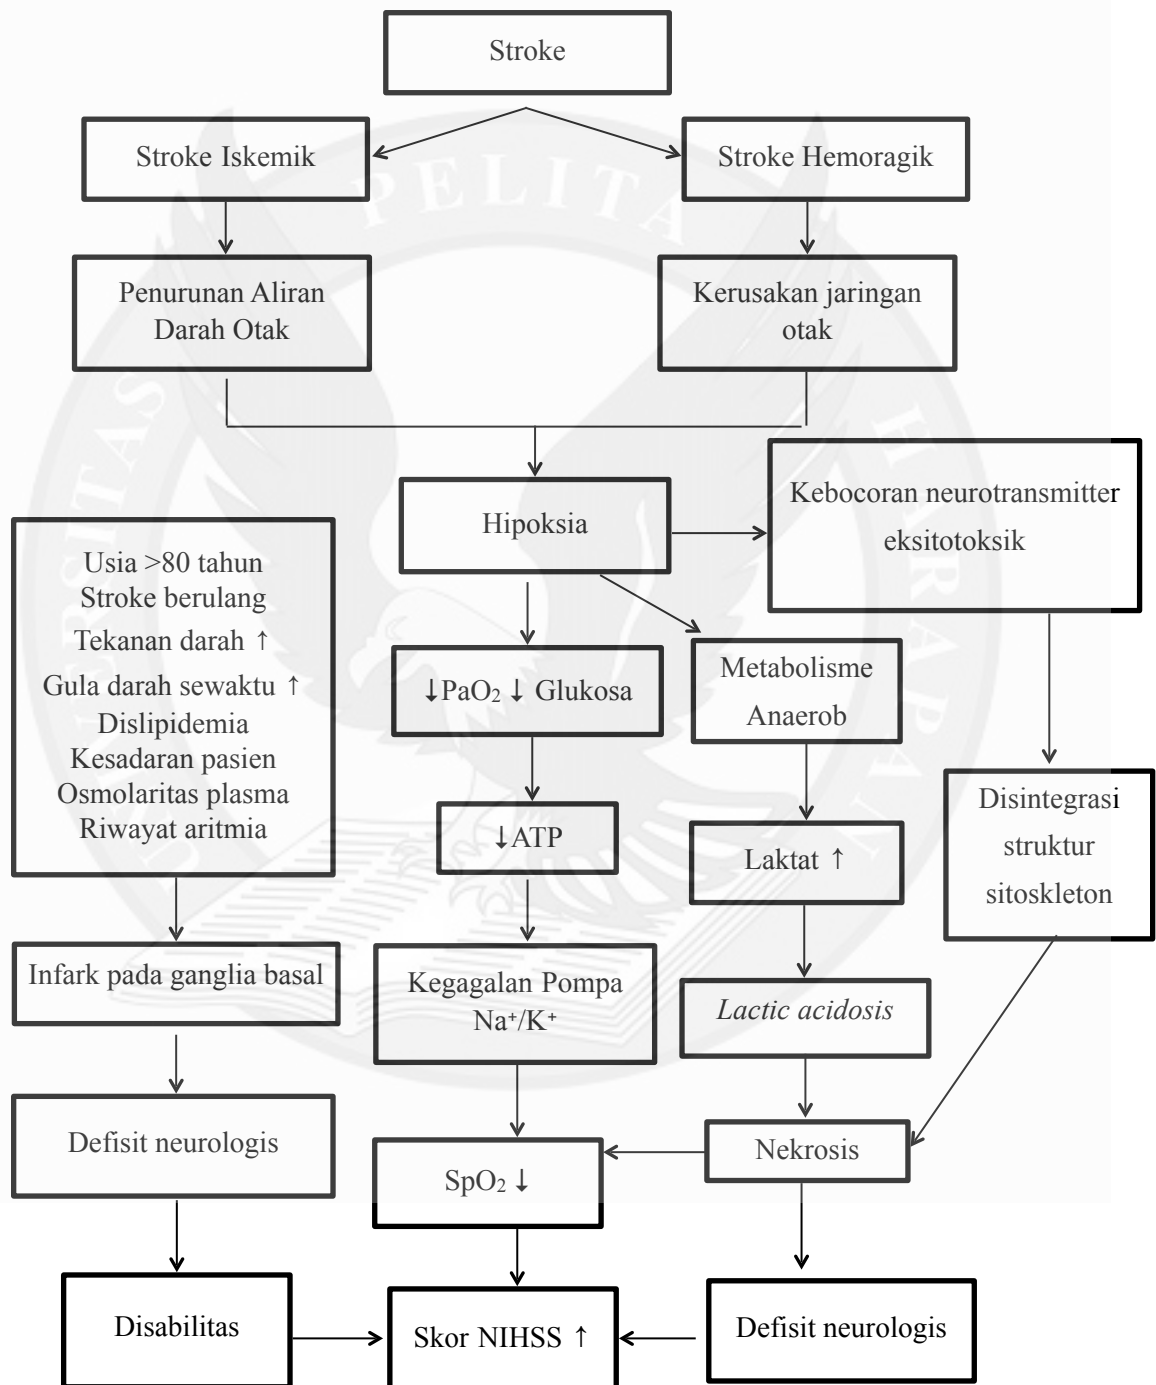 Stroke
Stroke Iskemik
Stroke Hemoragik
Penurunan Aliran
Darah Otak
Kerusakan jaringan
otak
Hipoksia
Kebocoran neurotransmitter
eksitotoksik
Usia >80 tahun
Stroke berulang
Tekanan darah ↑
Gula darah sewaktu ↑
Dislipidemia
Kesadaran pasien
Osmolaritas plasma
Riwayat aritmia
↓PaO₂ ↓ Glukosa
Metabolisme
Anaerob
↓ATP
Laktat ↑
Disintegrasi
struktur
sitoskleton
Infark pada ganglia basal
Kegagalan Pompa
Na⁺/K⁺
Lactic acidosis
Defisit neurologis
SpO₂ ↓
Nekrosis
Disabilitas
Skor NIHSS ↑
Defisit neurologis
UNIVERSITAS PELITA HARAPAN